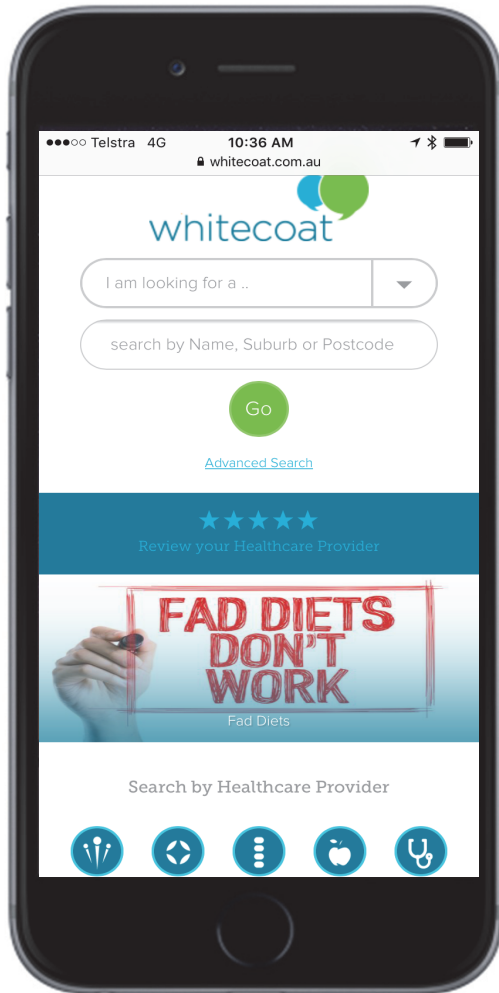 Telstra 4G 10:36 AM
whitecoat.com.au
whitecoat
I am looking for a ..
search by Name, Suburb or Postcode
Go
Advanced Search
Review your Healthcare Provider
FAD DIETS
DON'T
WORK
Fad Diets
Search by Healthcare Provider